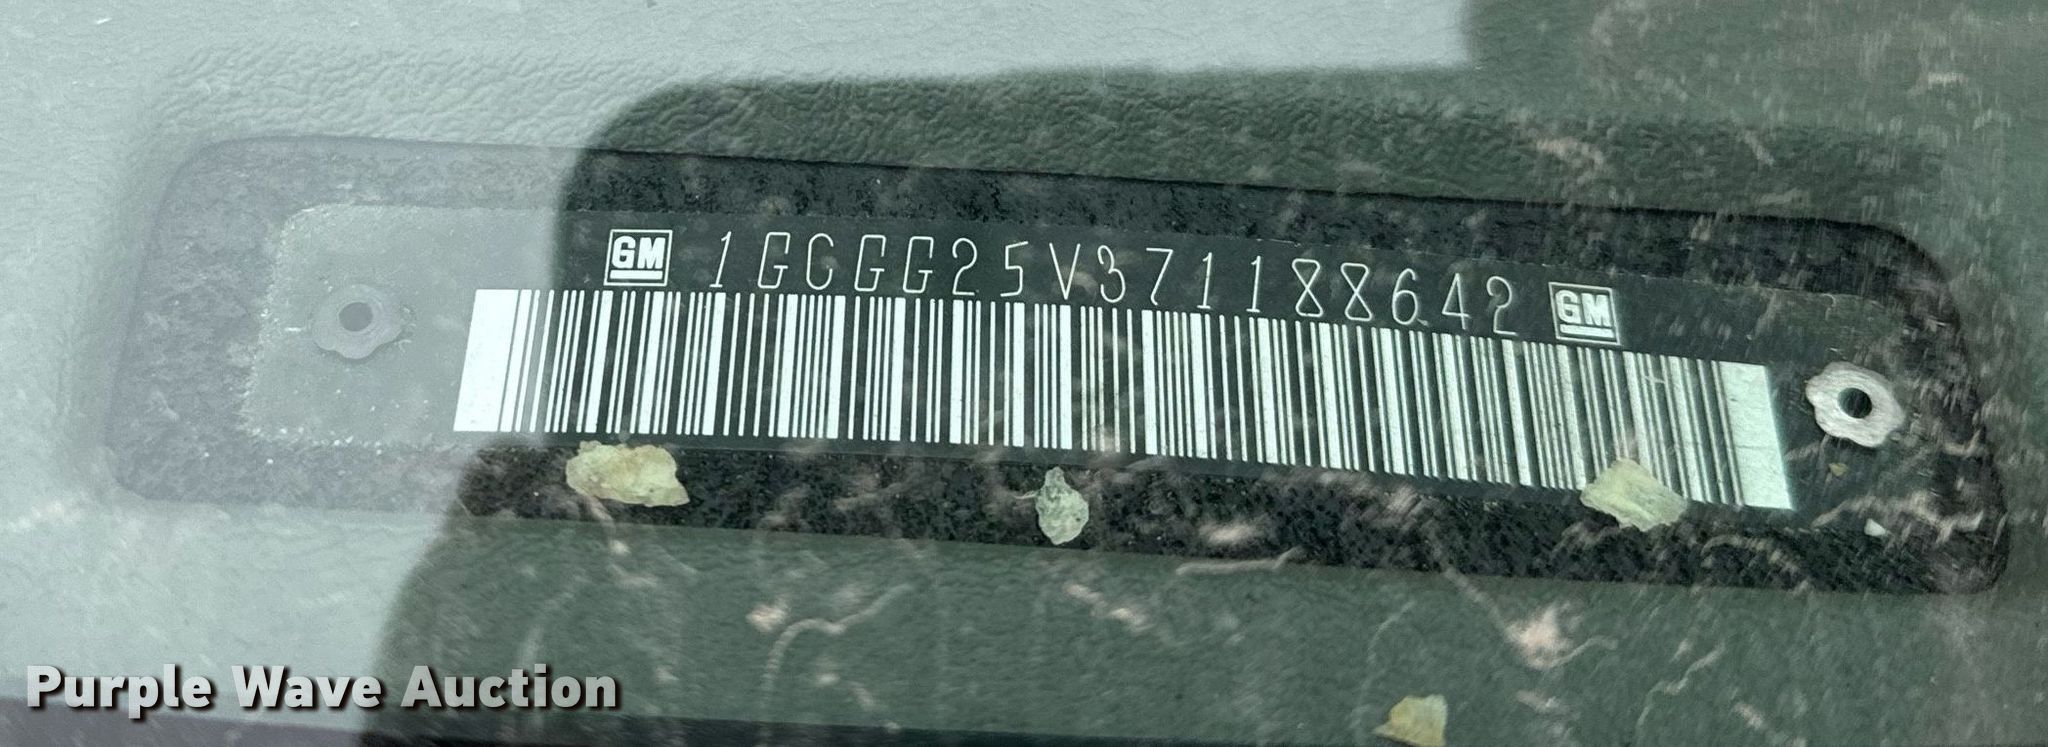 GM 1GCGG25V371188642 GM
Purple Wave Auction